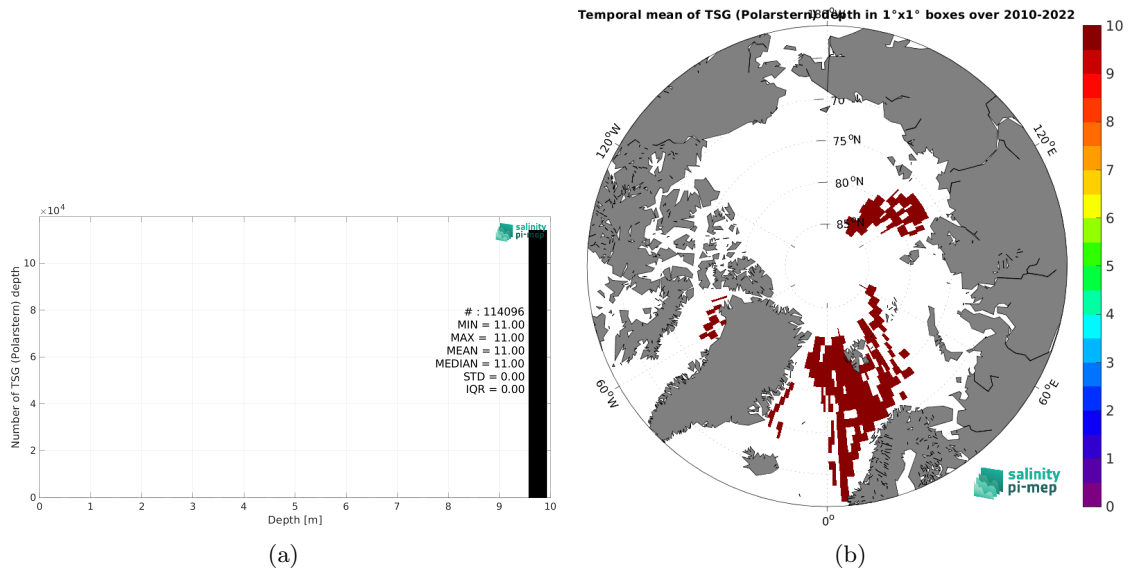 Temporal mean of TSG (Polarstern) depth in 1°x1° boxes over 2010-2022
×10⁴
10
8
6
4
2
0
Number of TSG (Polarstern) depth
salinity
pi-mep
# : 114096
MIN = 11.00
MAX = 11.00
MEAN = 11.00
MEDIAN = 11.00
STD = 0.00
IQR = 0.00
0 1 2 3 4 5 6 7 8 9 10
Depth [m]
(a)
180°
120°W
120°E
70°N
75°N
80°N
85°N
60°W
60°E
0°
salinity
pi-mep
10
9
8
7
6
5
4
3
2
1
0
(b)